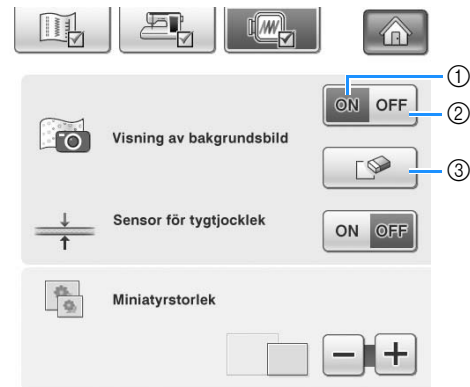 ON OFF ①
②
Visning av bakgrundsbild
③
Sensor för tygtjocklek
ON OFF
Miniatyrstorlek
− +